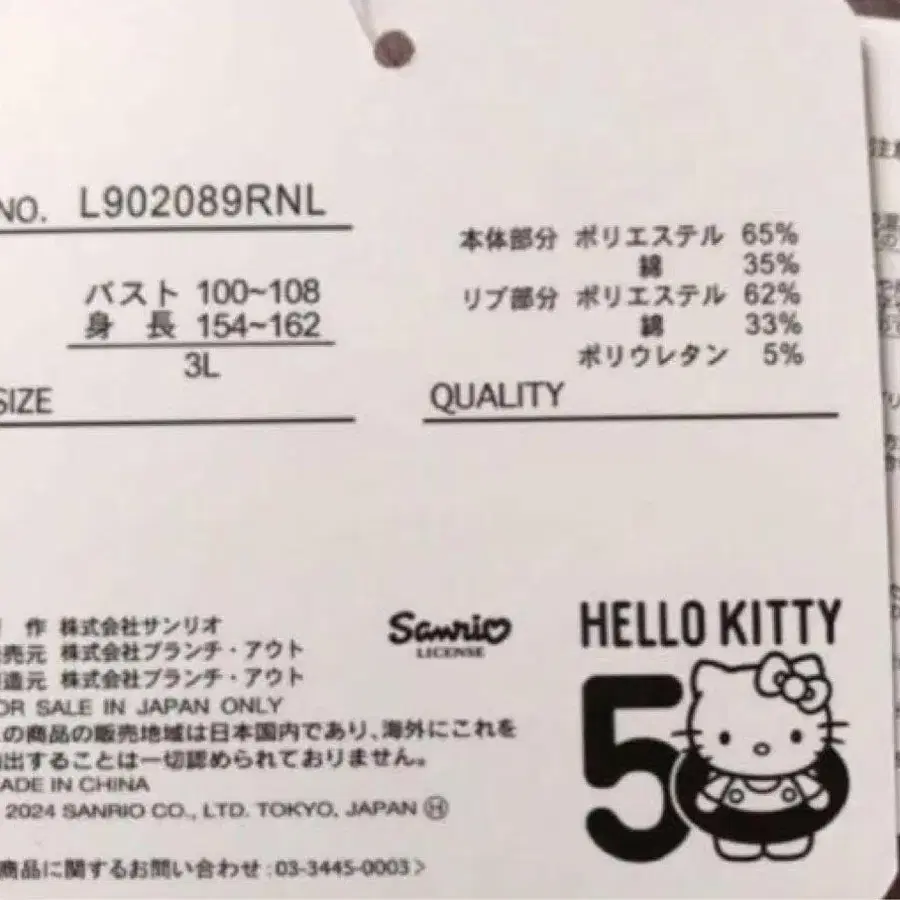 NO. L902089RNL
バスト 100~108
身 長 154~162
3L
SIZE
本体部分 ポリエステル 65%
綿 35%
リブ部分 ポリエステル 62%
綿 33%
ポリウレタン 5%
QUALITY
作 株式会社サンリオ
売元 株式会社ブランチ・アウト
造元 株式会社ブランチ・アウト
OR SALE IN JAPAN ONLY
の商品の販売地域は日本国内であり、海外にこれを
出することは一切認められておりません。
ADE IN CHINA
2024 SANRIO CO., LTD. TOKYO, JAPAN Ⓗ
商品に関するお問い合わせ:03-3445-0003>
Sanrio
LICENSE
HELLO KITTY
50
注意